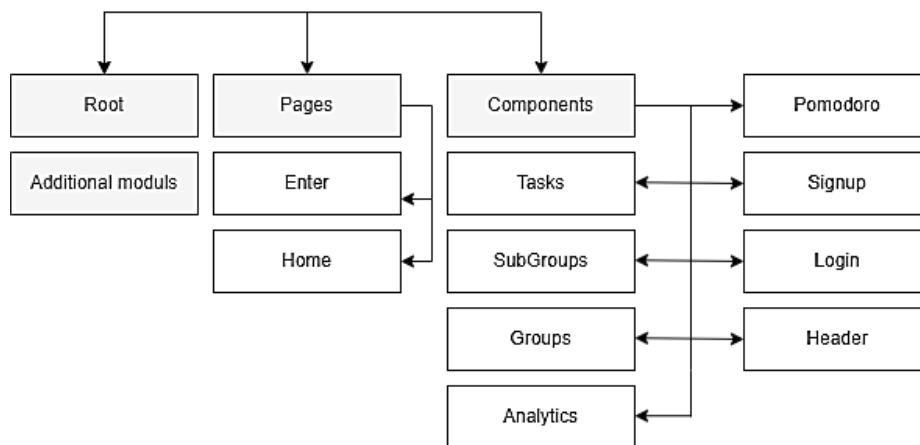 Root
Pages
Components
Pomodoro
Additional moduls
Enter
Tasks
Signup
Home
SubGroups
Login
Groups
Header
Analytics